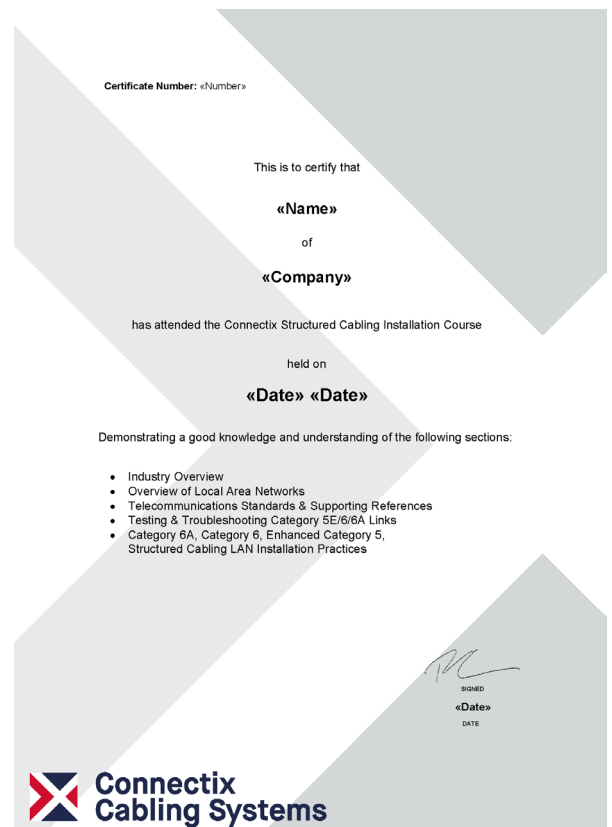 Certificate Number: «Number»
This is to certify that
«Name»
of
«Company»
has attended the Connectix Structured Cabling Installation Course
held on
«Date» «Date»
Demonstrating a good knowledge and understanding of the following sections:
• Industry Overview
• Overview of Local Area Networks
• Telecommunications Standards & Supporting References
• Testing & Troubleshooting Category 5E/6/6A Links
• Category 6A, Category 6, Enhanced Category 5,
Structured Cabling LAN Installation Practices
SIGNED
«Date»
DATE
Connectix
Cabling Systems